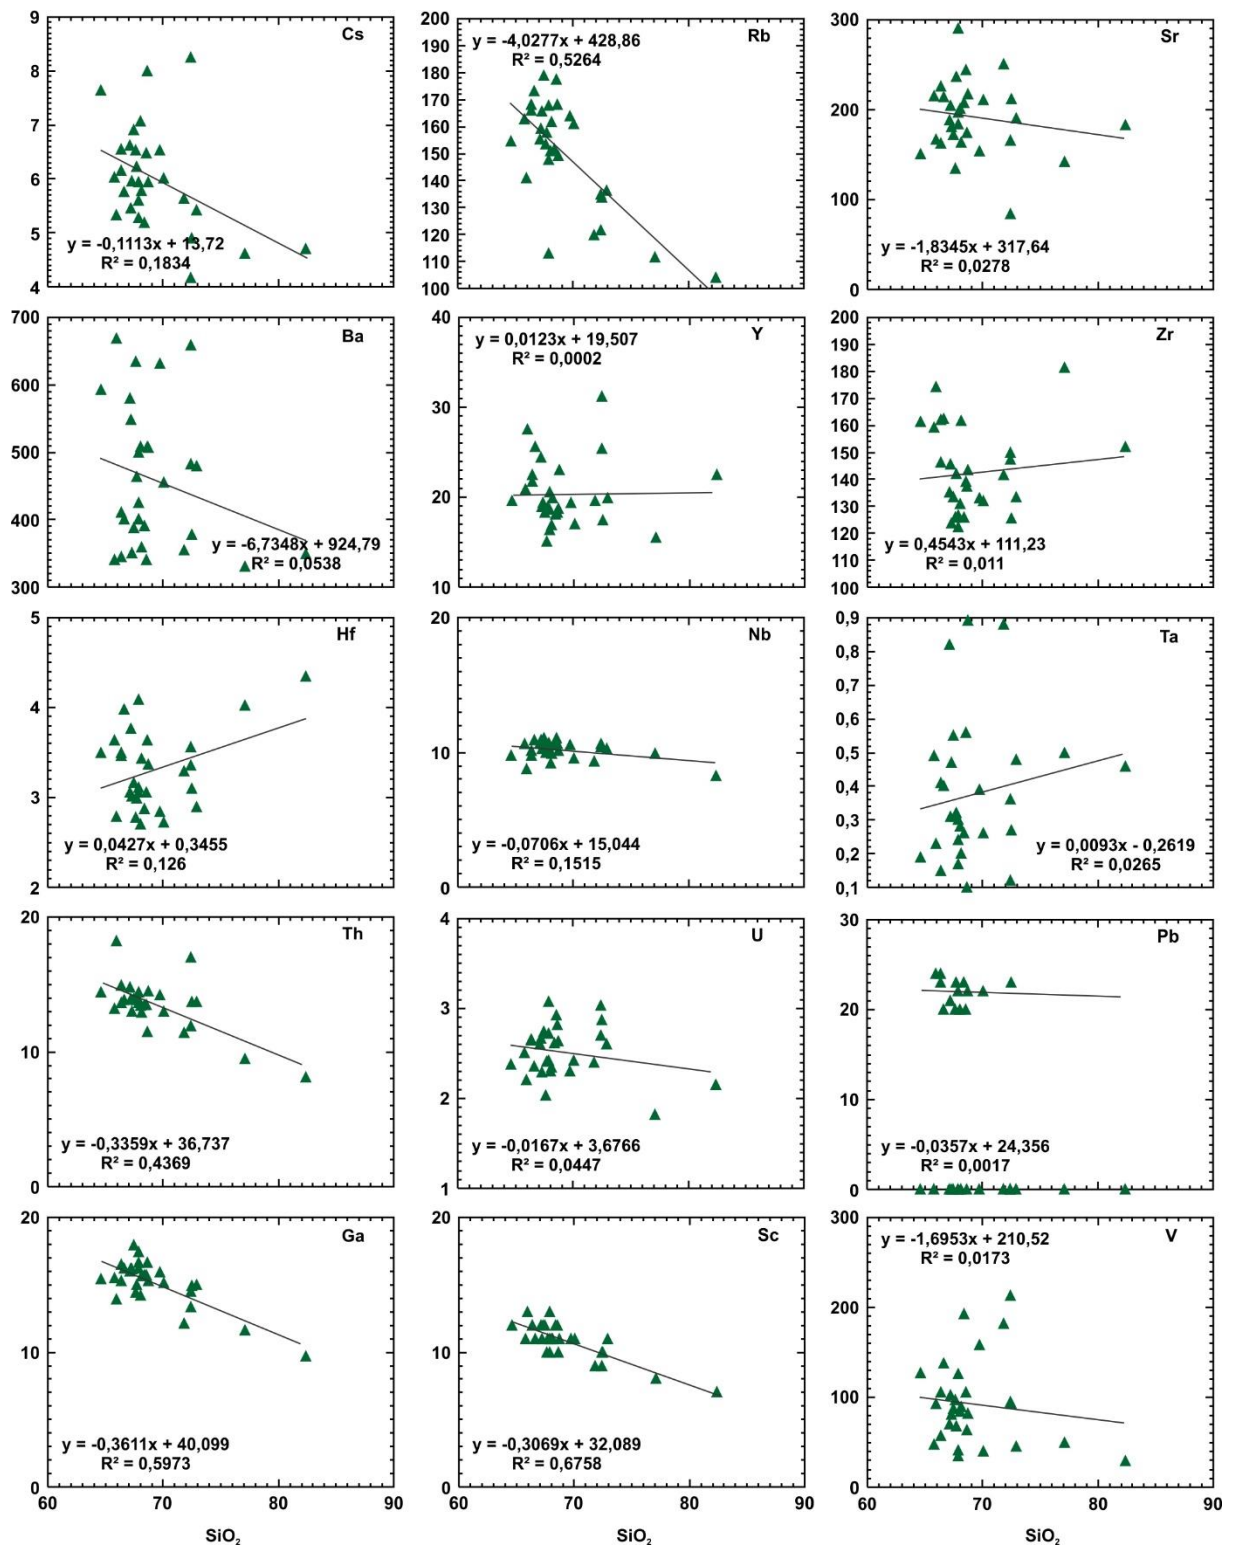 9
8
7
6
5
4
Cs
y = -0,1113x + 13,72
R² = 0,1834
200
190
180
170
160
150
140
130
120
110
100
y = -4,0277x + 428,86
R² = 0,5264
Rb
300
200
100
0
Sr
y = -1,8345x + 317,64
R² = 0,0278
700
600
500
400
300
Ba
y = -6,7348x + 924,79
R² = 0,0538
40
30
20
10
y = 0,0123x + 19,507
R² = 0,0002
Y
200
190
180
170
160
150
140
130
120
110
100
Zr
y = 0,4543x + 111,23
R² = 0,011
5
4
3
2
Hf
y = 0,0427x + 0,3455
R² = 0,126
20
10
0
Nb
y = -0,0706x + 15,044
R² = 0,1515
0,9
0,8
0,7
0,6
0,5
0,4
0,3
0,2
0,1
Ta
y = 0,0093x - 0,2619
R² = 0,0265
20
10
0
Th
y = -0,3359x + 36,737
R² = 0,4369
4
3
2
1
U
y = -0,0167x + 3,6766
R² = 0,0447
30
20
10
0
Pb
y = -0,0357x + 24,356
R² = 0,0017
20
10
0
Ga
y = -0,3611x + 40,099
R² = 0,5973
60 70 80 90
SiO₂
20
10
0
Sc
y = -0,3069x + 32,089
R² = 0,6758
60 70 80 90
SiO₂
300
200
100
0
y = -1,6953x + 210,52
R² = 0,0173
V
60 70 80 90
SiO₂